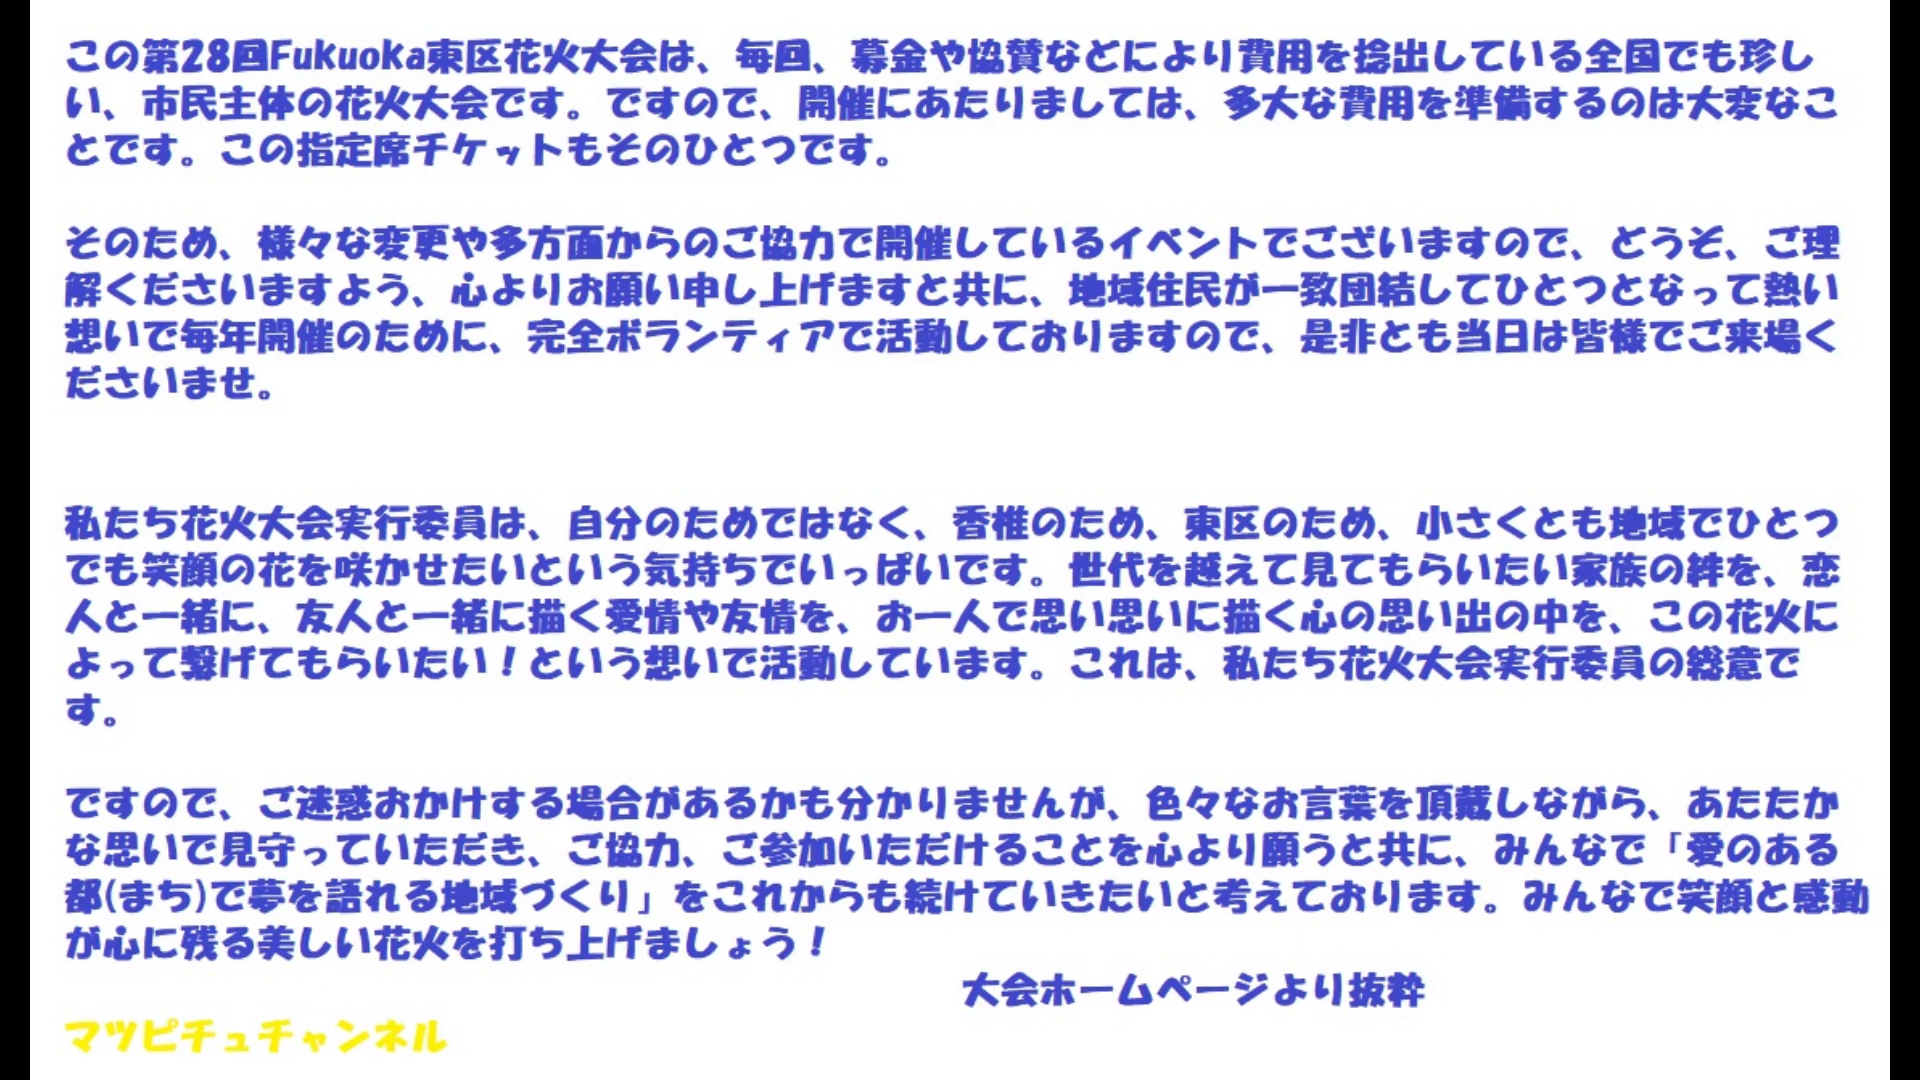 この第28回Fukuoka東区花火大会は、毎回、募金や協賛などにより費用を捻出している全国でも珍し
い、市民主体の花火大会です。ですので、開催にあたりましては、多大な費用を準備するのは大変なこ
とです。この指定席チケットもそのひとつです。
そのため、様々な変更や多方面からのご協力で開催しているイベントでございますので、どうぞ、ご理
解くださいますよう、心よりお願い申し上げますと共に、地域住民が一致団結してひとつとなって熱い
想いで毎年開催のために、完全ボランティアで活動しておりますので、是非とも当日は皆様でご来場く
ださいませ。
私たち花火大会実行委員は、自分のためではなく、香椎のため、東区のため、小さくとも地域でひとつ
でも笑顔の花を咲かせたいという気持ちでいっぱいです。世代を越えて見てもらいたい家族の絆を、恋
人と一緒に、友人と一緒に描く愛情や友情を、お一人で思い思いに描く心の思い出の中を、この花火に
よって繋げてもらいたい！という想いで活動しています。これは、私たち花火大会実行委員の総意で
す。
ですので、ご迷惑おかけする場合があるかも分かりませんが、色々なお言葉を頂戴しながら、あたたか
な思いで見守っていただき、ご協力、ご参加いただけることを心より願うと共に、みんなで「愛のある
都(まち)で夢を語れる地域づくり」をこれからも続けていきたいと考えております。みんなで笑顔と感動
が心に残る美しい花火を打ち上げましょう！
大会ホームページより抜粋
マツピチュチャンネル